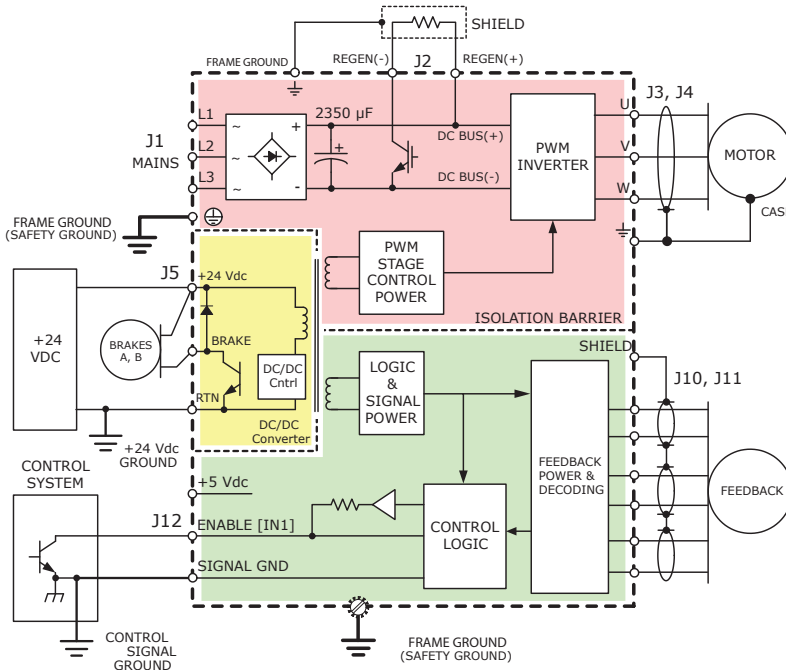 SHIELD
FRAME GROUND
REGEN(-)
J2
REGEN(+)
J1
MAINS
L1
L2
L3
~
~
~
+
-
2350 µF
+
DC BUS(+)
DC BUS(-)
PWM
INVERTER
U
V
W
J3, J4
MOTOR
FRAME GROUND
(SAFETY GROUND)
PWM
STAGE
CONTROL
POWER
ISOLATION BARRIER
J5
+24 Vdc
+24
VDC
BRAKES
A, B
BRAKE
RTN
DC/DC
Cntrl
DC/DC
Converter
+24 Vdc
GROUND
LOGIC
&
SIGNAL
POWER
SHIELD
J10, J11
FEEDBACK
POWER &
DECODING
FEEDBACK
CONTROL
SYSTEM
+5 Vdc
J12
ENABLE [IN1]
CONTROL
LOGIC
SIGNAL GND
CONTROL
SIGNAL
GROUND
FRAME GROUND
(SAFETY GROUND)